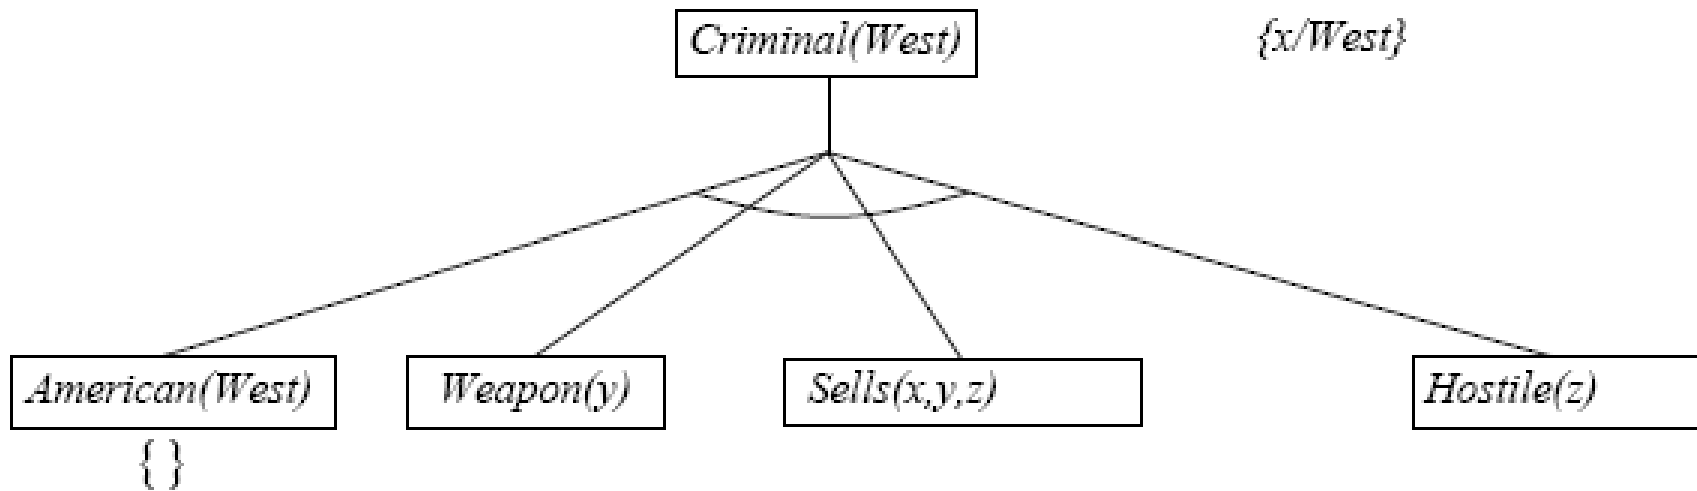 Criminal(West)
{x/West}
American(West)
Weapon(y)
Sells(x,y,z)
Hostile(z)
{ }